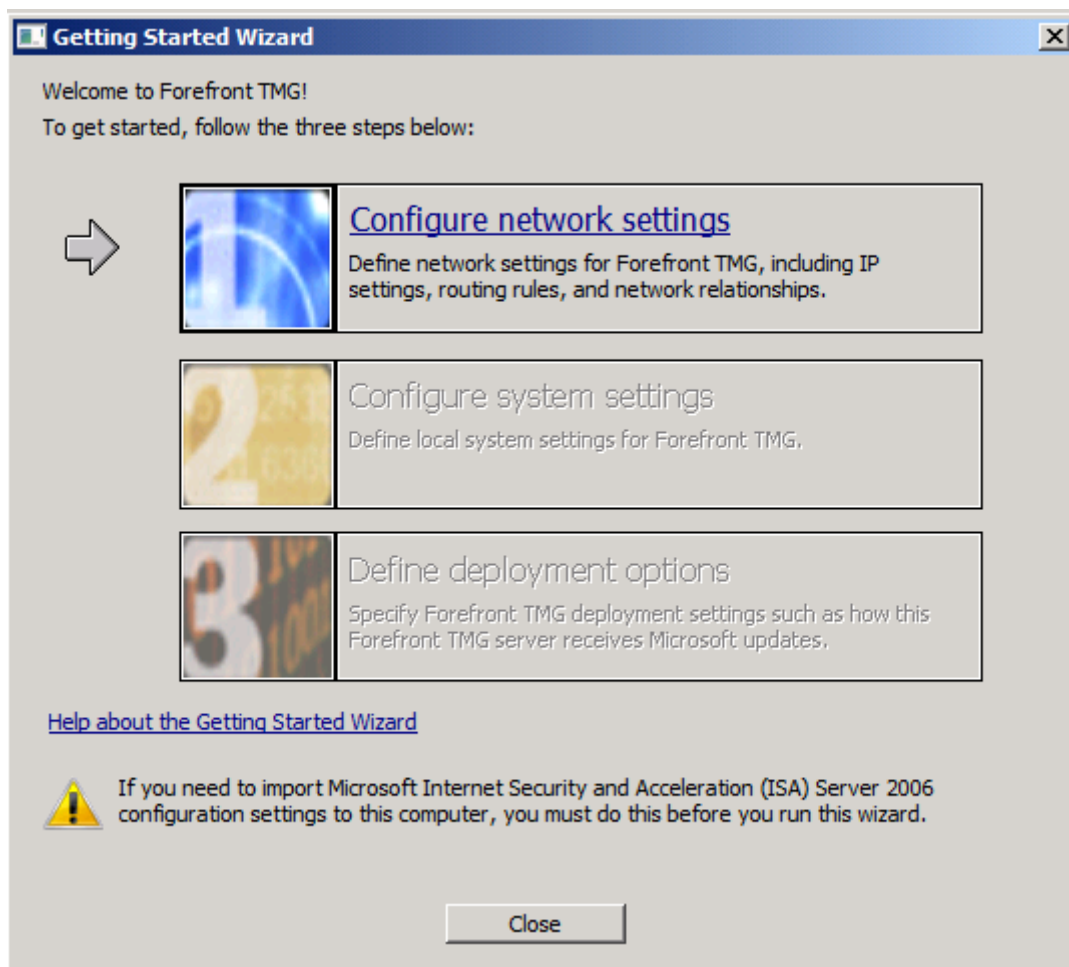 Getting Started Wizard
Welcome to Forefront TMG!
To get started, follow the three steps below:
1
Configure network settings
Define network settings for Forefront TMG, including IP
settings, routing rules, and network relationships.
2
Configure system settings
Define local system settings for Forefront TMG.
3
Define deployment options
Specify Forefront TMG deployment settings such as how this
Forefront TMG server receives Microsoft updates.
Help about the Getting Started Wizard
If you need to import Microsoft Internet Security and Acceleration (ISA) Server 2006
configuration settings to this computer, you must do this before you run this wizard.
Close